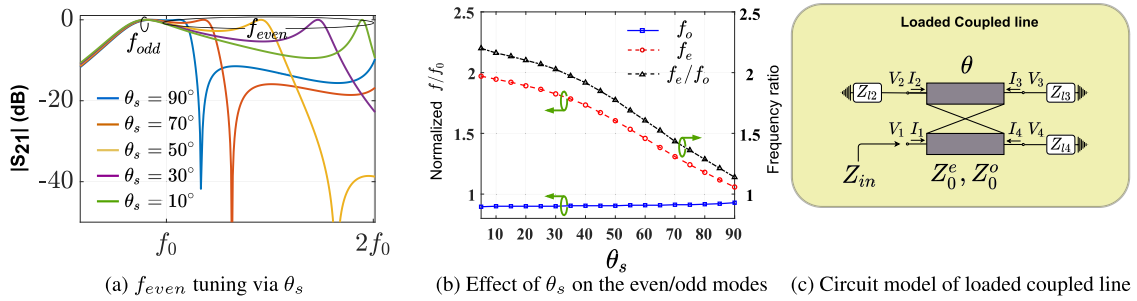 0
-20
-40
|S₂₁| (dB)
f_odd
f_even
θₛ = 90°
θₛ = 70°
θₛ = 50°
θₛ = 30°
θₛ = 10°
f₀
2f₀
(a) f_even tuning via θₛ
2.5
2
1.5
1
Normalized f/f₀
f_o
f_e
f_e/f_o
2.5
2
1.5
1
Frequency ratio
10 20 30 40 50 60 70 80 90
θₛ
(b) Effect of θₛ on the even/odd modes
Loaded Coupled line
θ
Z_l2
V₂ I₂
I₃ V₃
Z_l3
V₁ I₁
I₄ V₄
Z_l4
Z_in
Z₀ᵉ, Z₀ᵒ
(c) Circuit model of loaded coupled line